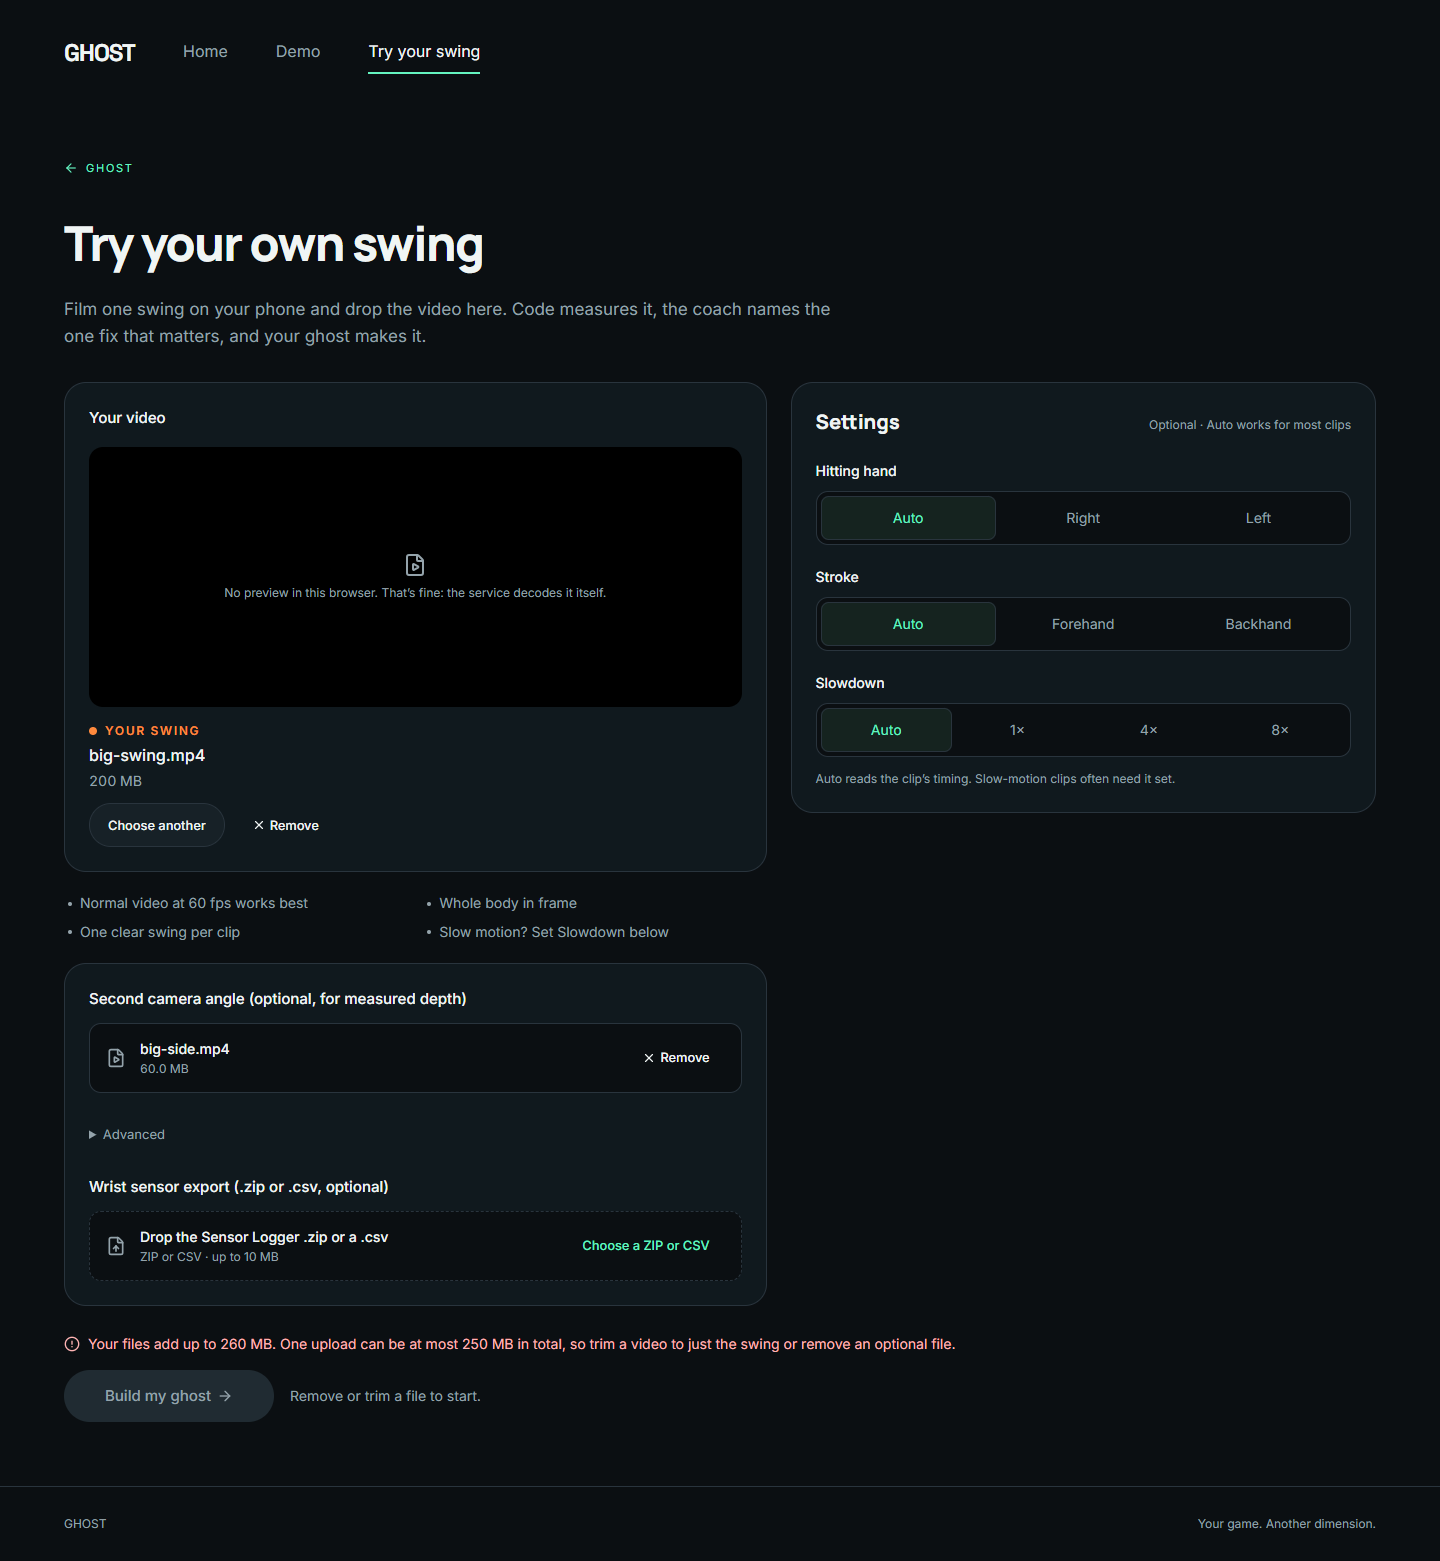 GHOST
Home
Demo
Try your swing
← GHOST
Try your own swing
Film one swing on your phone and drop the video here. Code measures it, the coach names the
one fix that matters, and your ghost makes it.
Your video
No preview in this browser. That’s fine: the service decodes it itself.
YOUR SWING
big-swing.mp4
200 MB
Choose another
× Remove
Settings
Optional · Auto works for most clips
Hitting hand
Auto
Right
Left
Stroke
Auto
Forehand
Backhand
Slowdown
Auto
1×
4×
8×
Auto reads the clip’s timing. Slow-motion clips often need it set.
• Normal video at 60 fps works best
• Whole body in frame
• One clear swing per clip
• Slow motion? Set Slowdown below
Second camera angle (optional, for measured depth)
big-side.mp4
60.0 MB
× Remove
▶ Advanced
Wrist sensor export (.zip or .csv, optional)
Drop the Sensor Logger .zip or a .csv
ZIP or CSV · up to 10 MB
Choose a ZIP or CSV
Your files add up to 260 MB. One upload can be at most 250 MB in total, so trim a video to just the swing or remove an optional file.
Build my ghost →
Remove or trim a file to start.
GHOST
Your game. Another dimension.